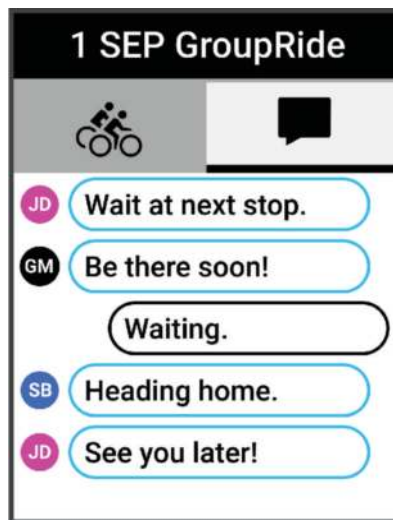 1 SEP GroupRide
JD Wait at next stop.
GM Be there soon!
Waiting.
SB Heading home.
JD See you later!